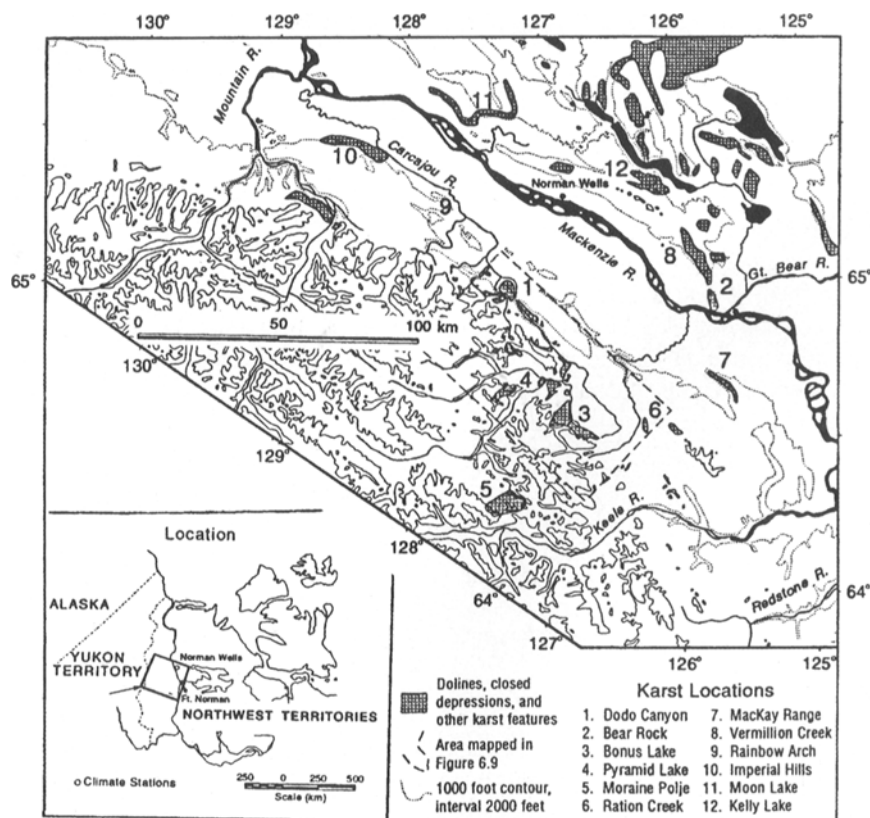 130°
129°
128°
127°
126°
125°
Mountain R.
11
10
Carcajou R.
12
Norman Wells
9
Mackenzie R.
8
65°
65°
1
2
Gt. Bear R.
0 50 100 km
130°
4
7
3
6
129°
5
Keele R.
128°
64°
64°
Redstone R.
127°
126°
125°
Location
ALASKA
YUKON
TERRITORY
Norman Wells
Ft. Norman
NORTHWEST TERRITORIES
Climate Stations
250 0 250 500
Scale (km)
Dolines, closed
depressions, and
other karst features
Area mapped in
Figure 6.9
1000 foot contour,
interval 2000 feet
Karst Locations
1. Dodo Canyon
2. Bear Rock
3. Bonus Lake
4. Pyramid Lake
5. Moraine Polje
6. Ration Creek
7. MacKay Range
8. Vermillion Creek
9. Rainbow Arch
10. Imperial Hills
11. Moon Lake
12. Kelly Lake